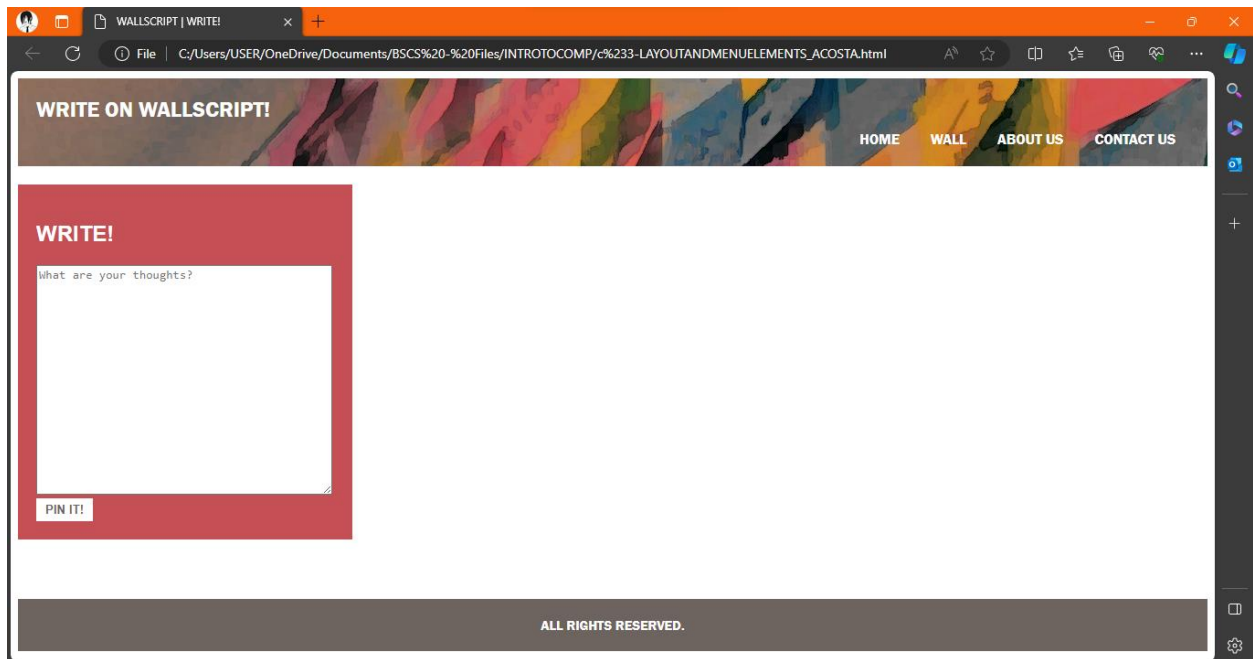 WALLSCRIPT | WRITE!
File | C:/Users/USER/OneDrive/Documents/BSCS%20-%20Files/INTROTOCOMP/c%233-LAYOUTANDMENUELEMENTS_ACOSTA.html
WRITE ON WALLSCRIPT!
HOME WALL ABOUT US CONTACT US
WRITE!
What are your thoughts?
PIN IT!
ALL RIGHTS RESERVED.